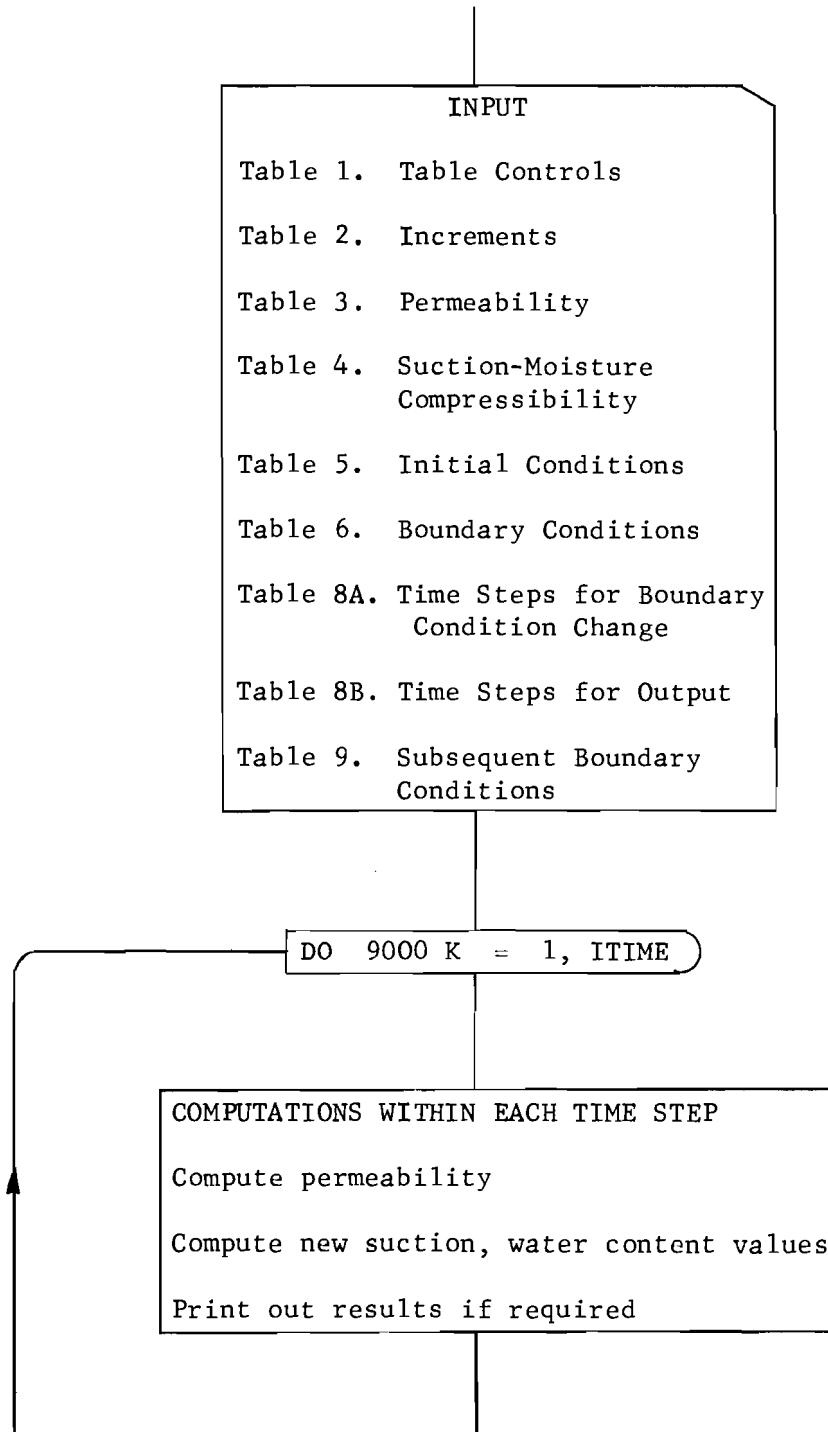 INPUT
Table 1. Table Controls
Table 2. Increments
Table 3. Permeability
Table 4. Suction-Moisture
Compressibility
Table 5. Initial Conditions
Table 6. Boundary Conditions
Table 8A. Time Steps for Boundary
Condition Change
Table 8B. Time Steps for Output
Table 9. Subsequent Boundary
Conditions
DO 9000 K = 1, ITIME
COMPUTATIONS WITHIN EACH TIME STEP
Compute permeability
Compute new suction, water content values
Print out results if required